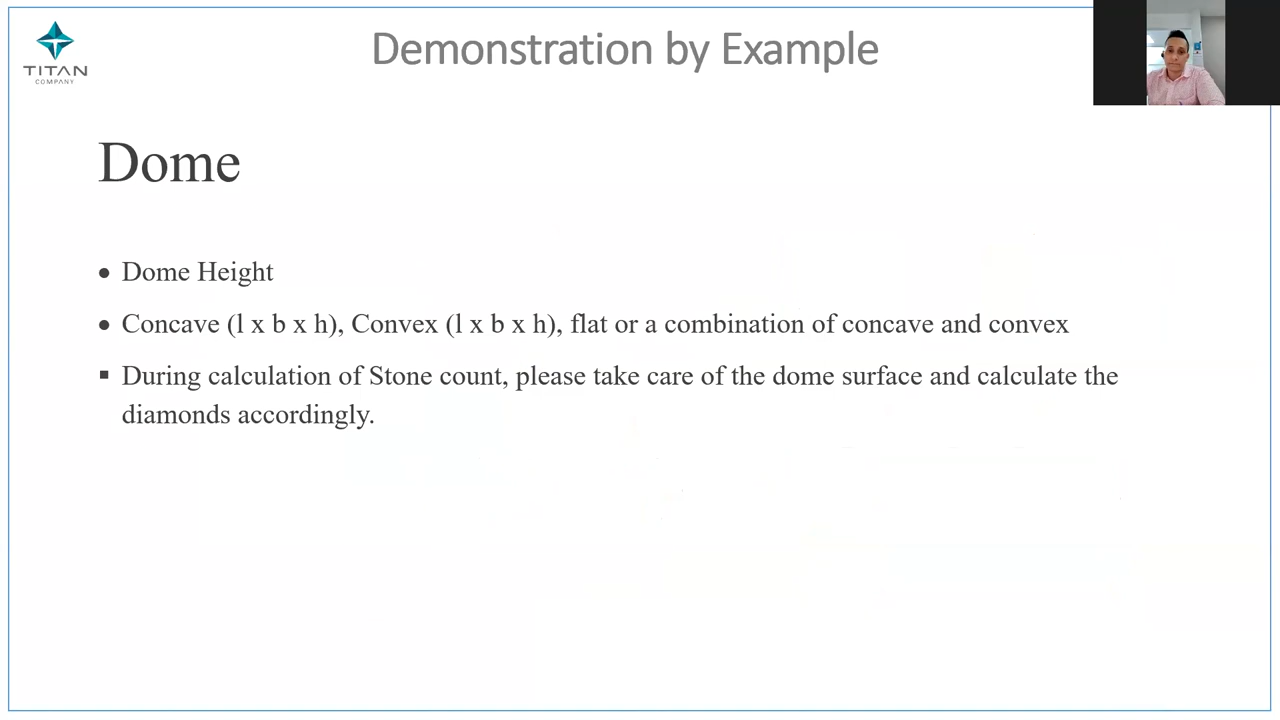 Demonstration by Example
TITAN
COMPANY
Dome
• Dome Height
• Concave (l x b x h), Convex (l x b x h), flat or a combination of concave and convex
▪ During calculation of Stone count, please take care of the dome surface and calculate the
diamonds accordingly.